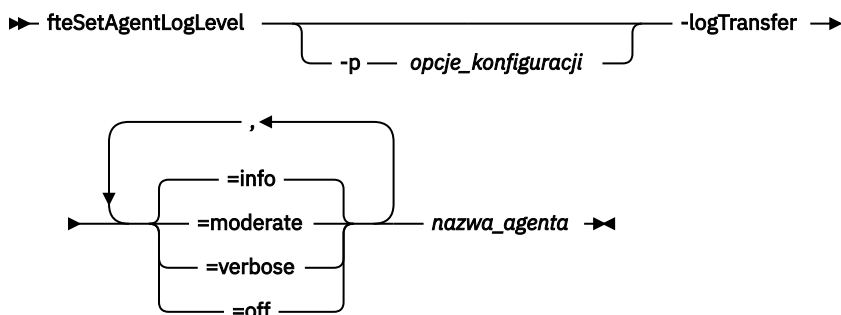 fteSetAgentLogLevel -logTransfer
-p opcje_konfiguracji
,
=info
=moderate nazwa_agenta
=verbose
=off